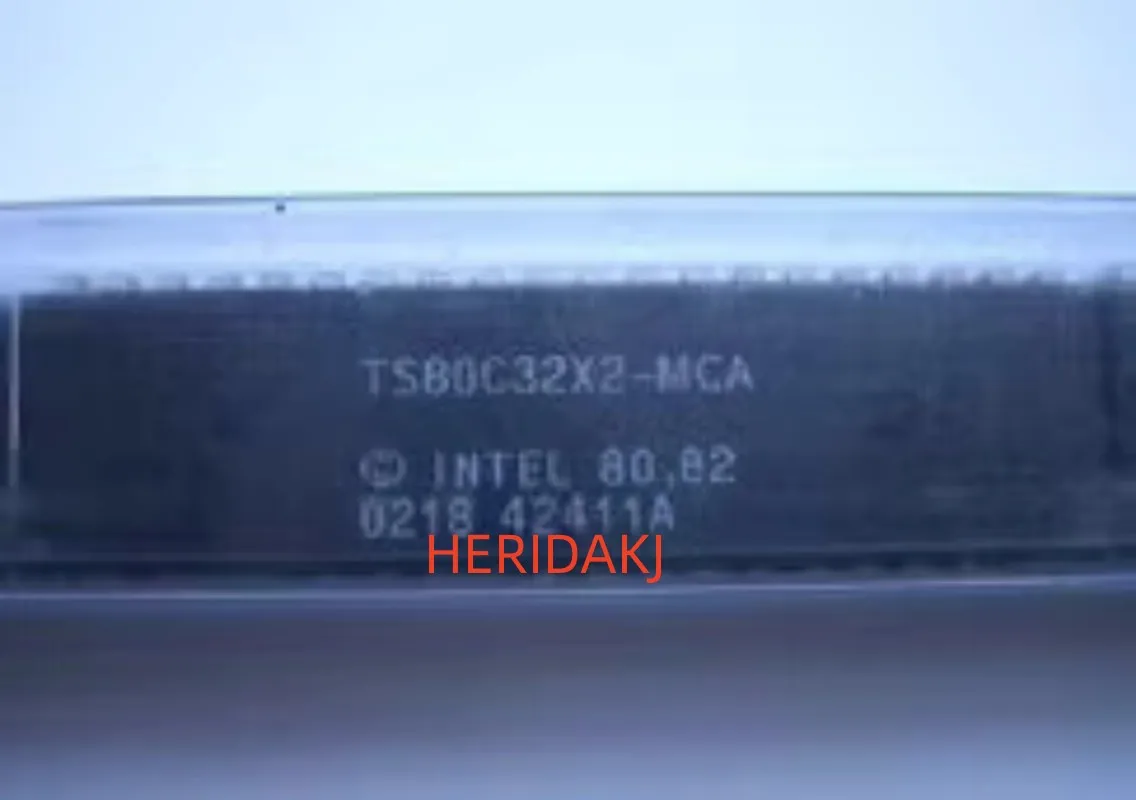 TS80C32X2-MCA
© INTEL 80,82
0218 42411A
HERIDAKJ